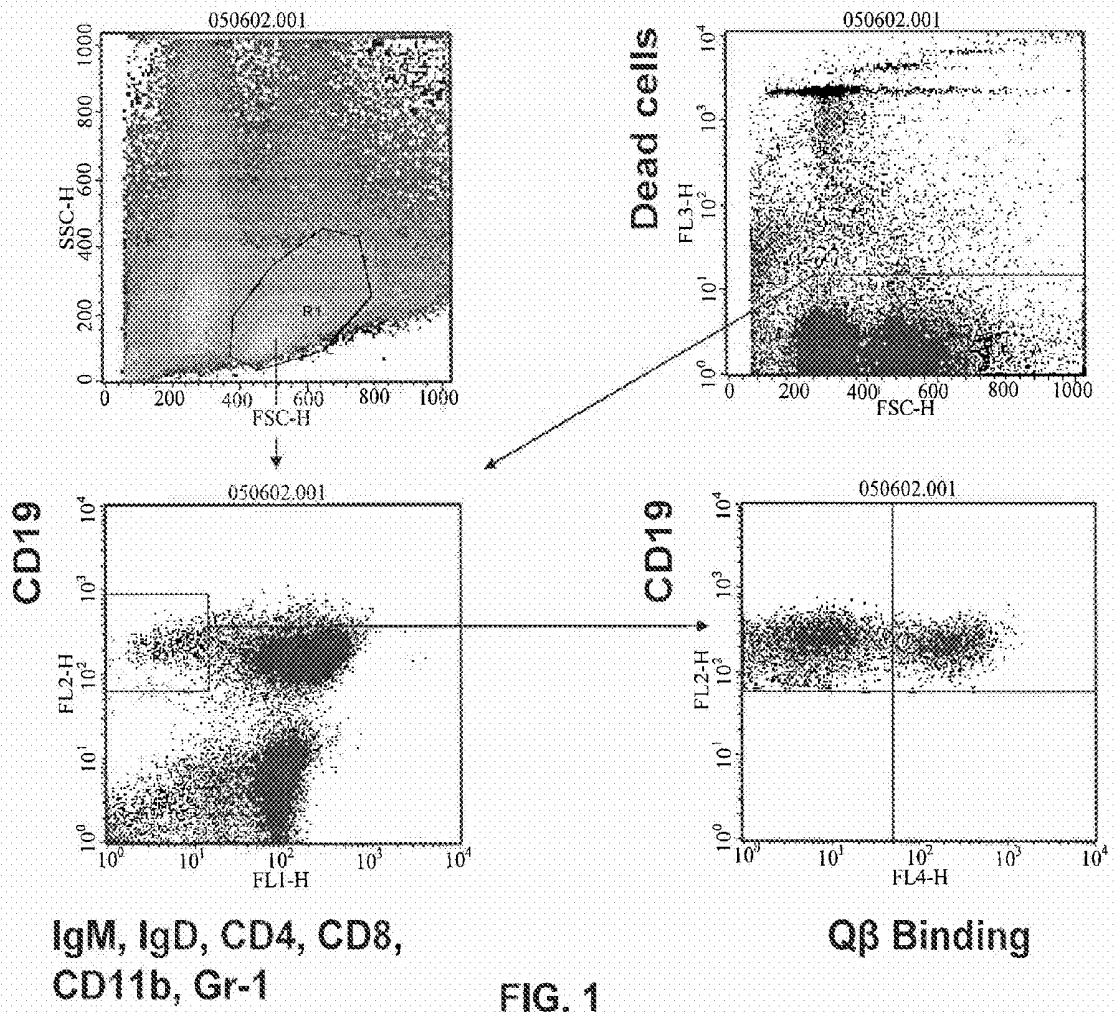 050602.001
1000
800
600
400
200
0
SSC-H
R1
0 200 400 600 800 1000
FSC-H
050602.001
Dead cells
10^4
10^3
10^2
10^1
10^0
FL3-H
0 200 400 600 800 1000
FSC-H
050602.001
CD19
10^4
10^3
10^2
10^1
10^0
FL2-H
10^0 10^1 10^2 10^3 10^4
FL1-H
IgM, IgD, CD4, CD8,
CD11b, Gr-1
050602.001
CD19
10^4
10^3
10^2
10^1
10^0
FL2-H
10^0 10^1 10^2 10^3 10^4
FL4-H
Qβ Binding
FIG. 1